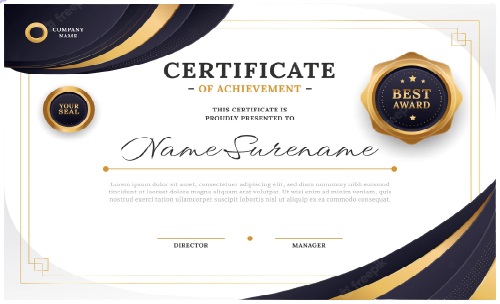 COMPANY
NAME
CERTIFICATE
- OF ACHIEVEMENT -
YOUR
SEAL
BEST
AWARD
THIS CERTIFICATE IS
PROUDLY PRESENTED TO
Name Surename
Lorem ipsum dolor sit amet, consectetuer adipiscing elit, sed diam nonummy nibh euismod
tincidunt ut laoreet dolore magna aliquam erat volutpat. Ut wisi enim ad minim veniam, quis
nostrud exerci tation ullamcorper suscipit lobortis nisl ut aliquip ex ea commodo consequat.
DIRECTOR
MANAGER